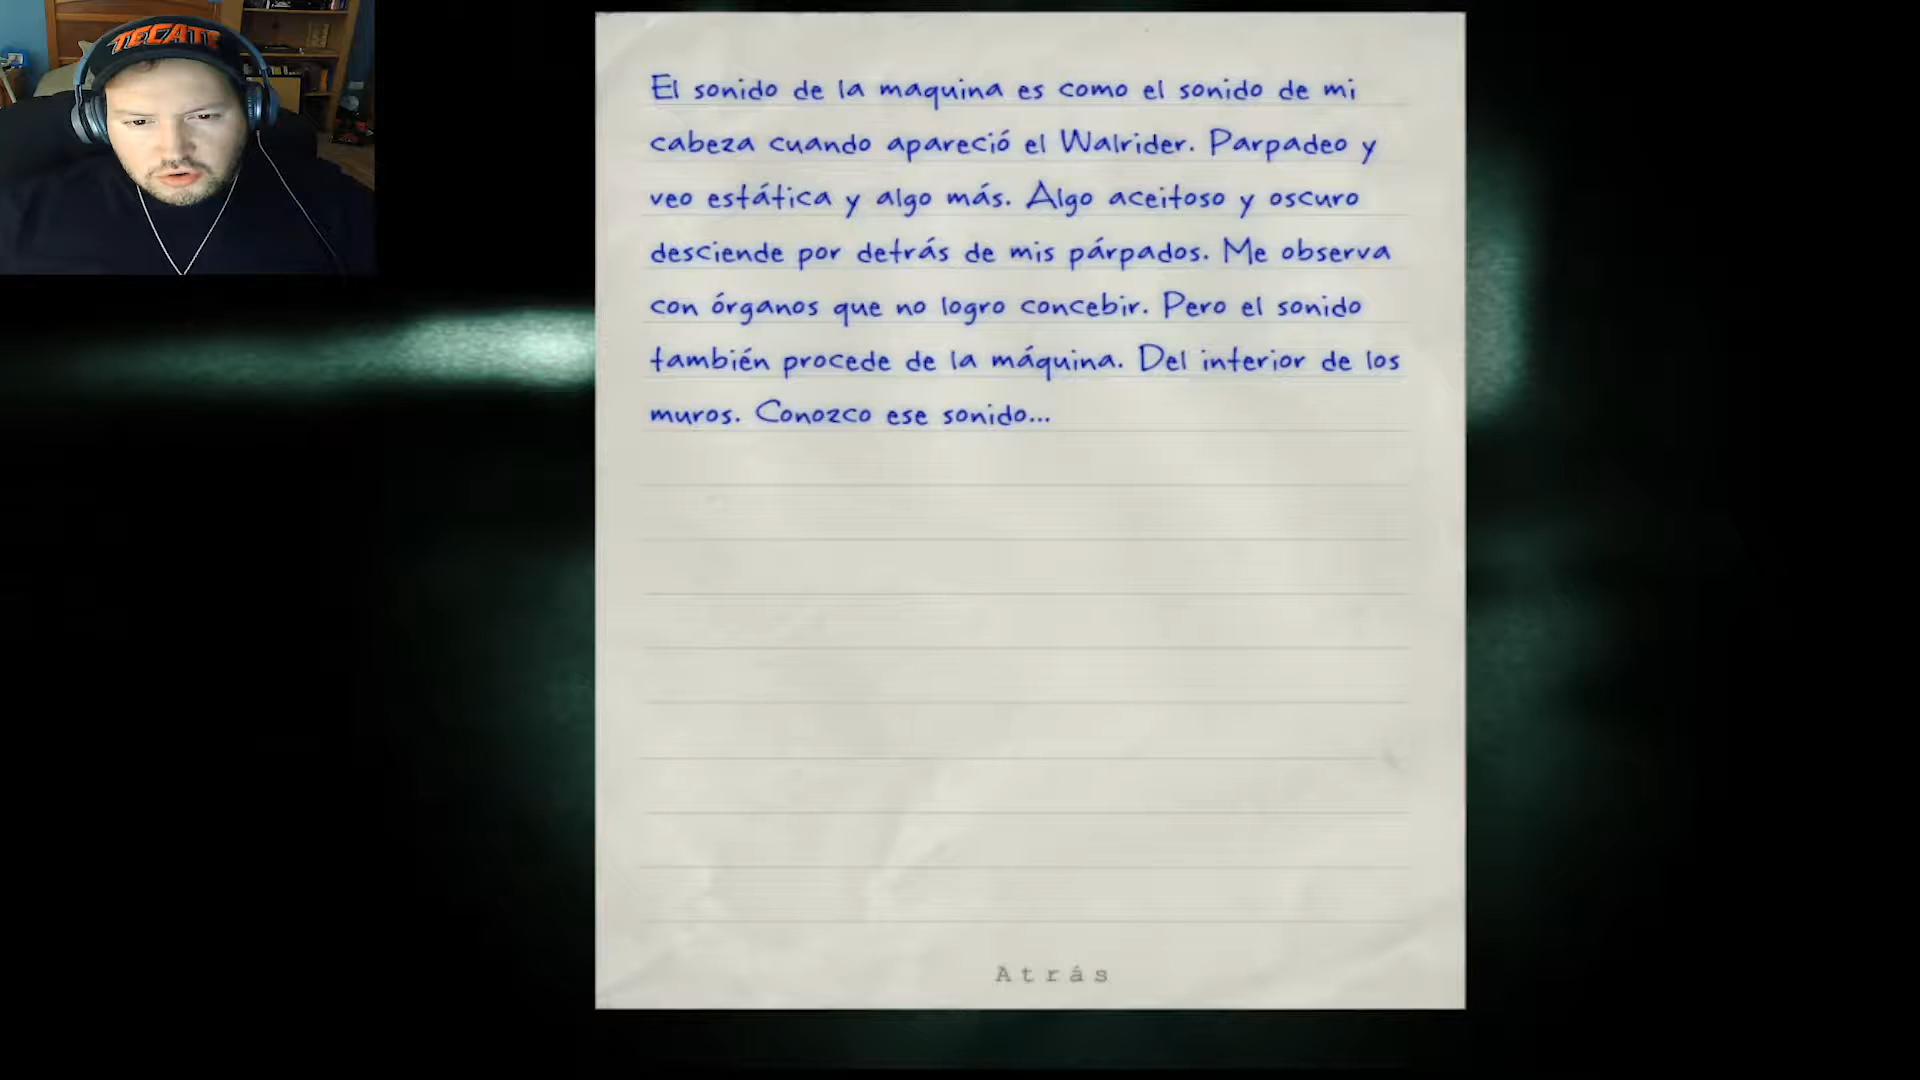 TECATE
El sonido de la maquina es como el sonido de mi
cabeza cuando apareció el Walrider. Parpadeo y
veo estática y algo más. Algo aceitoso y oscuro
desciende por detrás de mis párpados. Me observa
con órganos que no logro concebir. Pero el sonido
también procede de la máquina. Del interior de los
muros. Conozco ese sonido...
Atrás